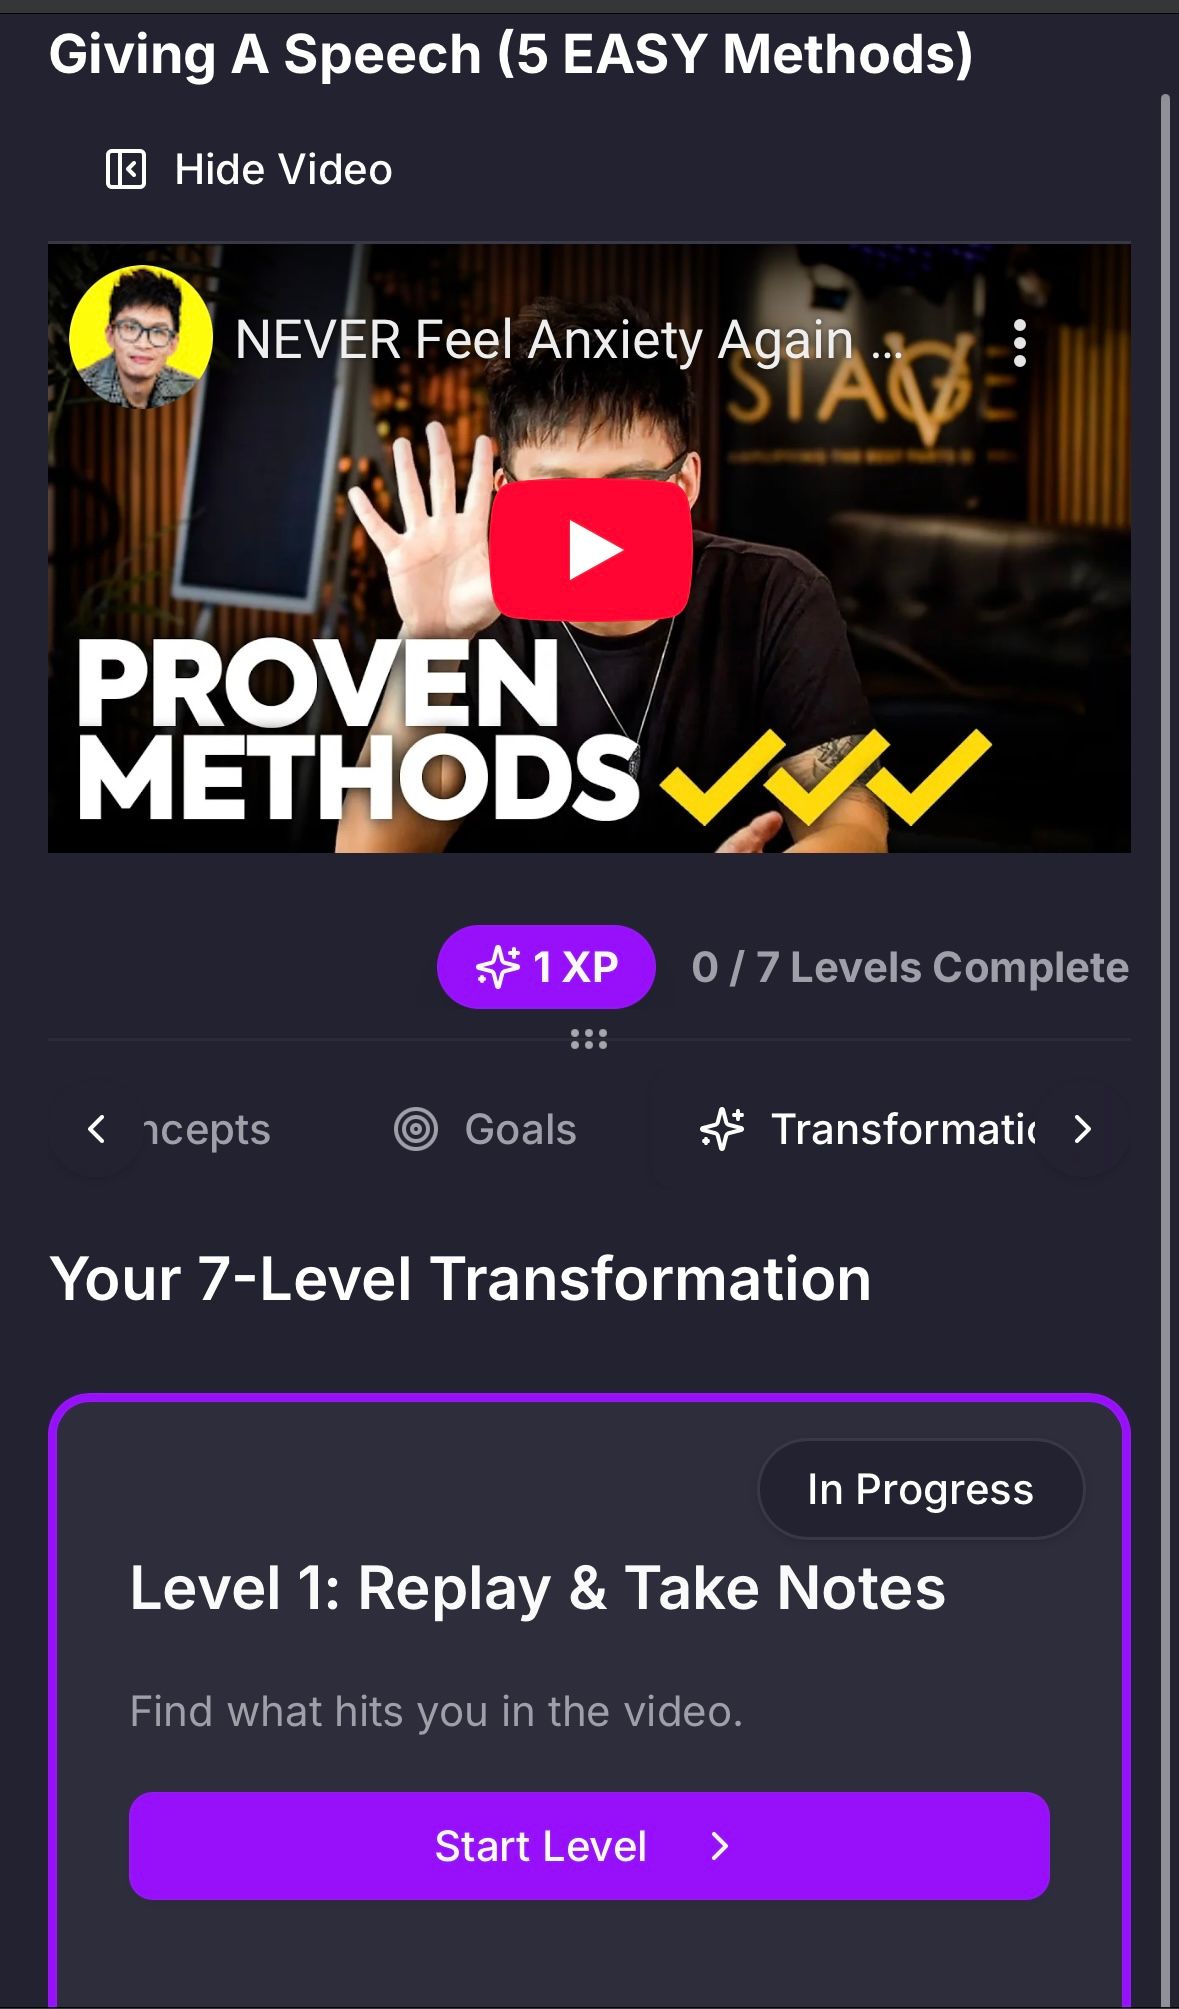 Giving A Speech (5 EASY Methods)
Hide Video
NEVER Feel Anxiety Again ...
STAGE
PROVEN
METHODS
1 XP
0 / 7 Levels Complete
ncepts
Goals
Transformatic
Your 7-Level Transformation
In Progress
Level 1: Replay & Take Notes
Find what hits you in the video.
Start Level